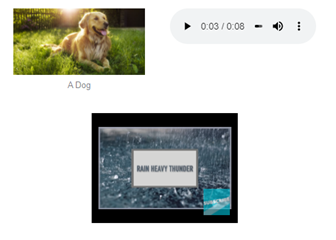 0:03 / 0:08
A Dog
RAIN HEAVY THUNDER